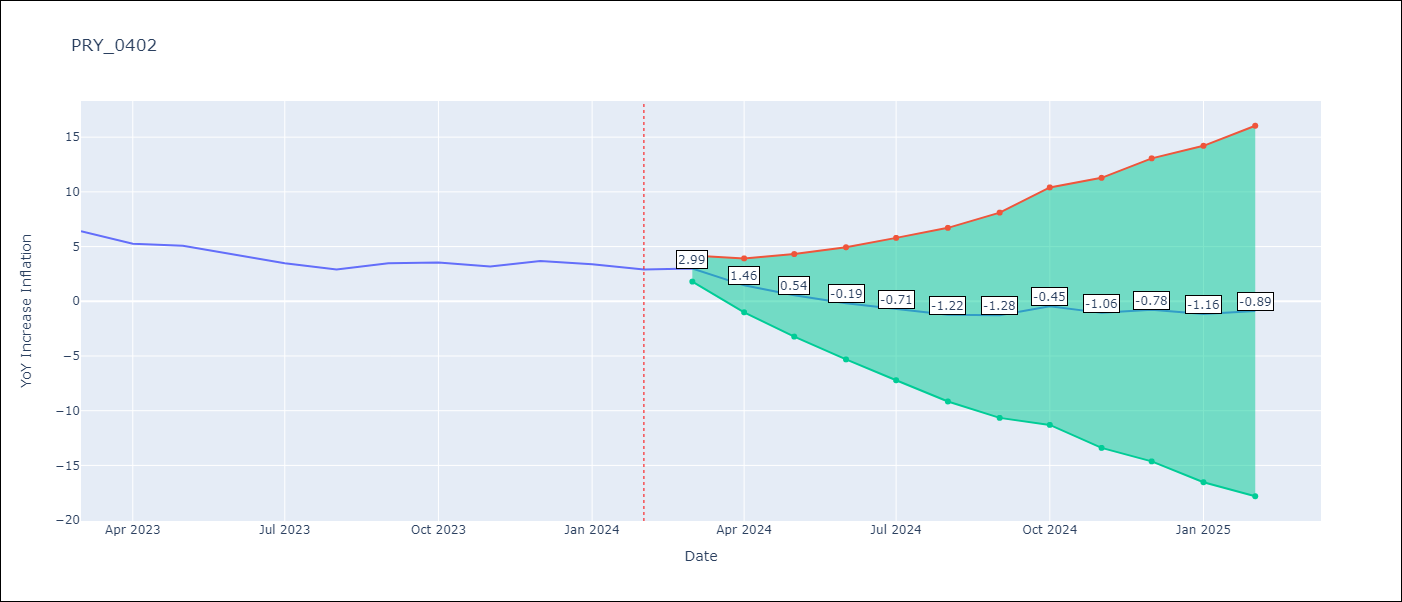 PRY_0402
YoY Increase Inflation
15
10
5
0
−5
−10
−15
−20
2.99
1.46
0.54
-0.19
-0.71
-1.22
-1.28
-0.45
-1.06
-0.78
-1.16
-0.89
Apr 2023
Jul 2023
Oct 2023
Jan 2024
Apr 2024
Jul 2024
Oct 2024
Jan 2025
Date